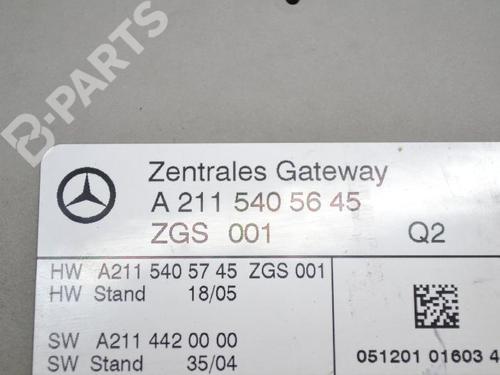 B-PARTS
Zentrales Gateway
A 211 540 56 45
ZGS 001 Q2
HW A211 540 57 45 ZGS 001
HW Stand 18/05
SW A211 442 00 00
SW Stand 35/04
051201 01603 4